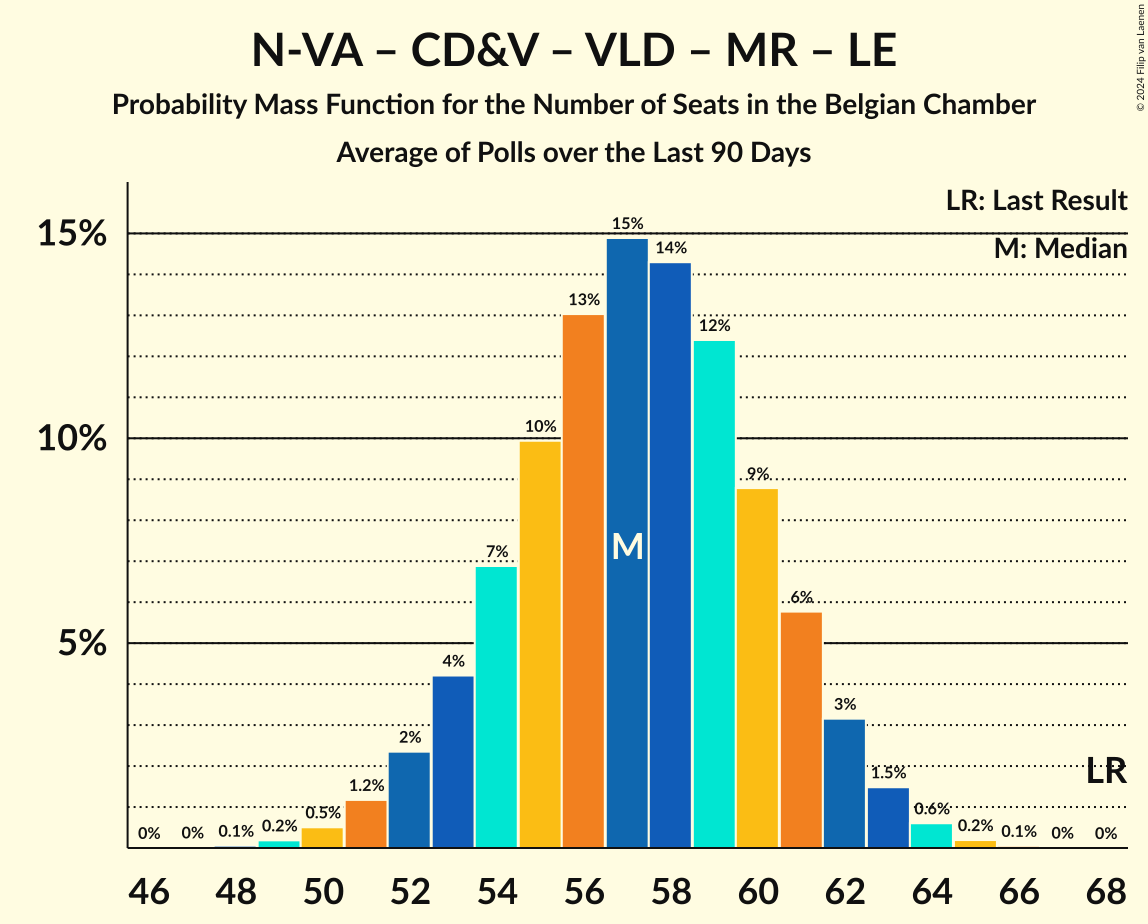 N-VA – CD&V – VLD – MR – LE
Probability Mass Function for the Number of Seats in the Belgian Chamber
Average of Polls over the Last 90 Days
© 2024 Filip van Laenen
LR: Last Result
M: Median
15%
10%
5%
0%
0%
0.1%
0.2%
0.5%
1.2%
2%
4%
7%
10%
13%
15%
14%
12%
9%
6%
3%
1.5%
0.6%
0.2%
0.1%
0%
0%
M
LR
46 48 50 52 54 56 58 60 62 64 66 68